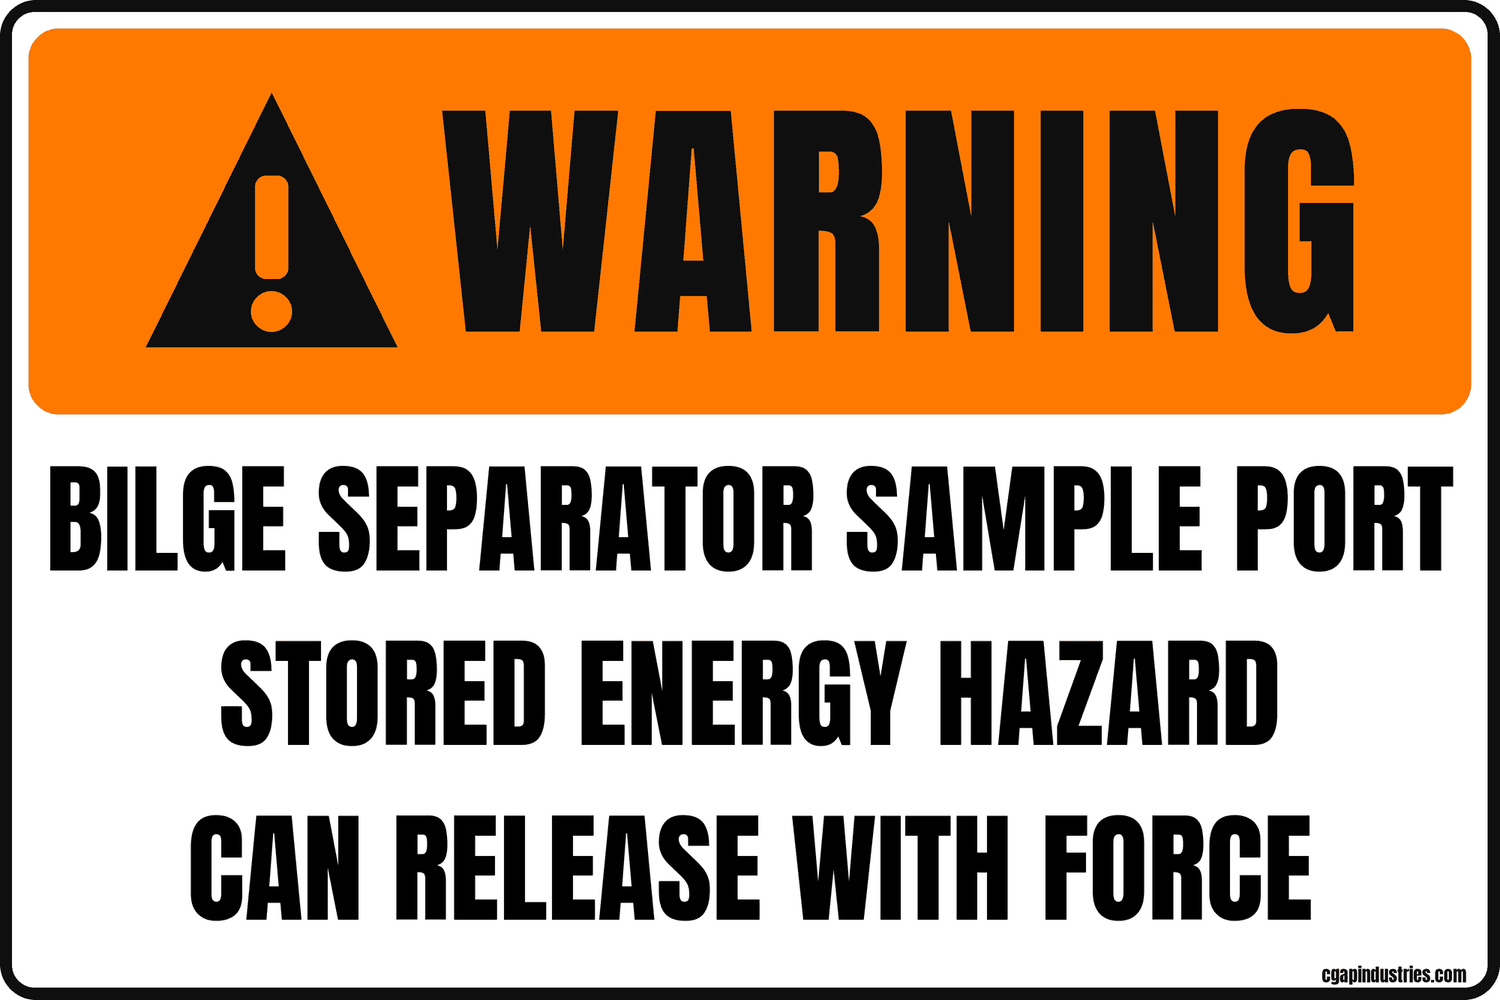 WARNING
BILGE SEPARATOR SAMPLE PORT
STORED ENERGY HAZARD
CAN RELEASE WITH FORCE
cgapindustries.com